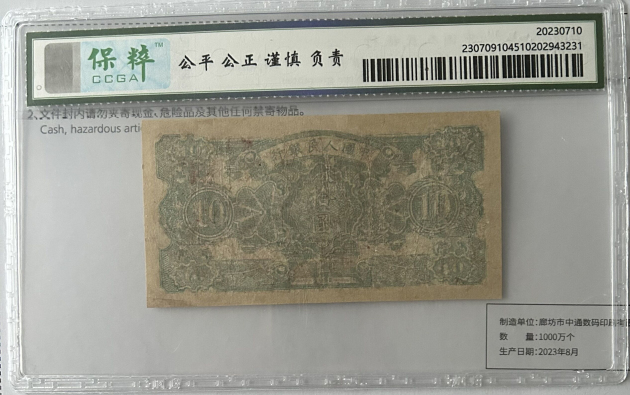 保粹™
CCGA
公平 公正 谨慎 负责
20230710
230709104510202943231
2、文件封内请勿夹寄现金、危险品及其他任何禁寄物品。
Cash, hazardous arti
行銀民人國中
10
10
制造单位:廊坊市中通数码印刷有
数 量:1000万个
生产日期:2023年8月